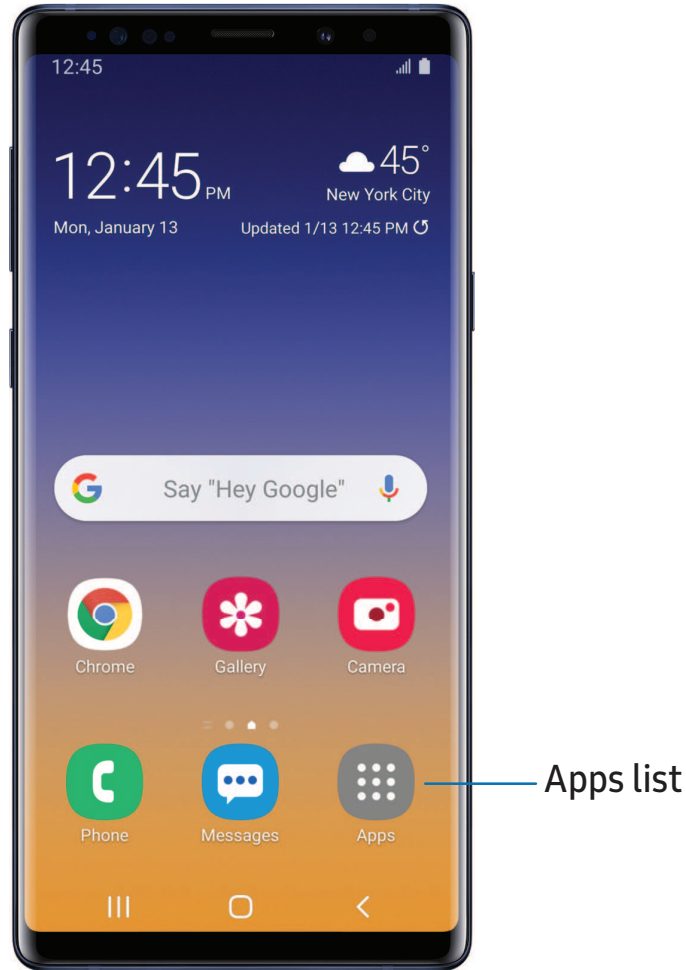 12:45
12:45 PM
45°
New York City
Mon, January 13
Updated 1/13 12:45 PM
Say "Hey Google"
Chrome
Gallery
Camera
Phone
Messages
Apps
Apps list